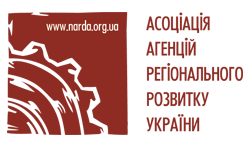 www.narda.org.ua
АСОЦІАЦІЯ
АГЕНЦІЙ
РЕГІОНАЛЬНОГО
РОЗВИТКУ
УКРАЇНИ